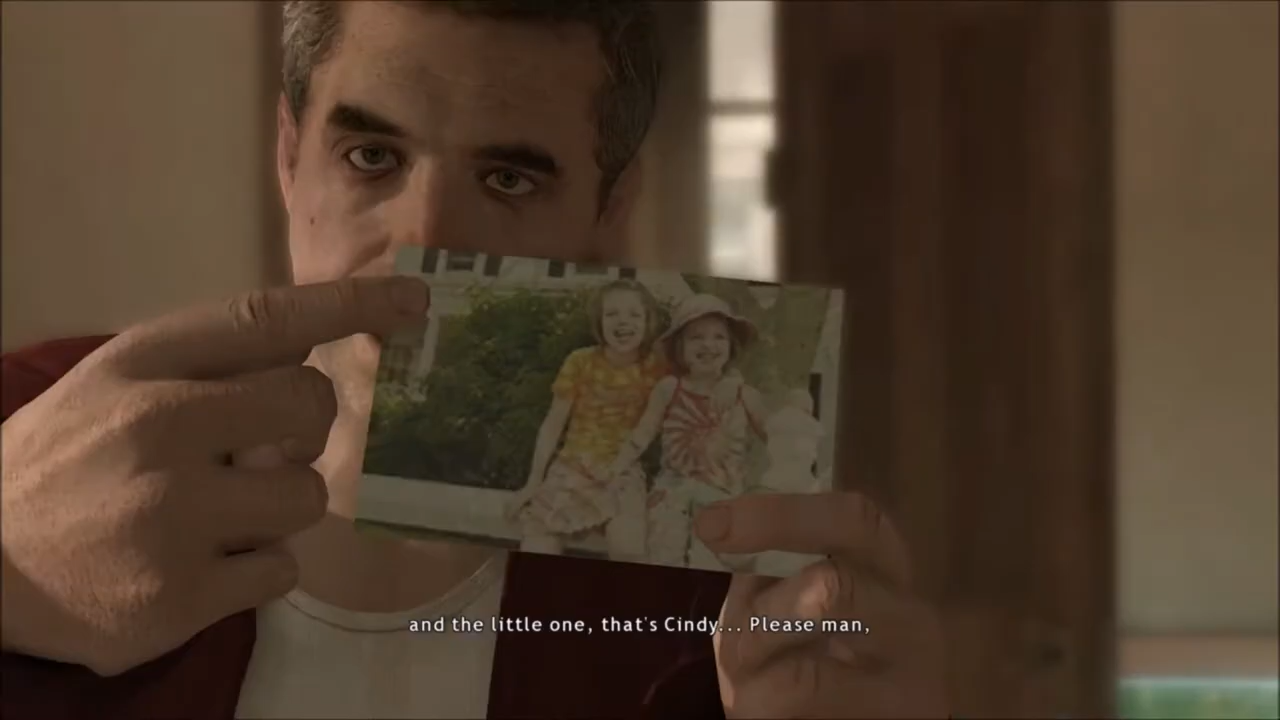 and the little one, that's Cindy... Please man,